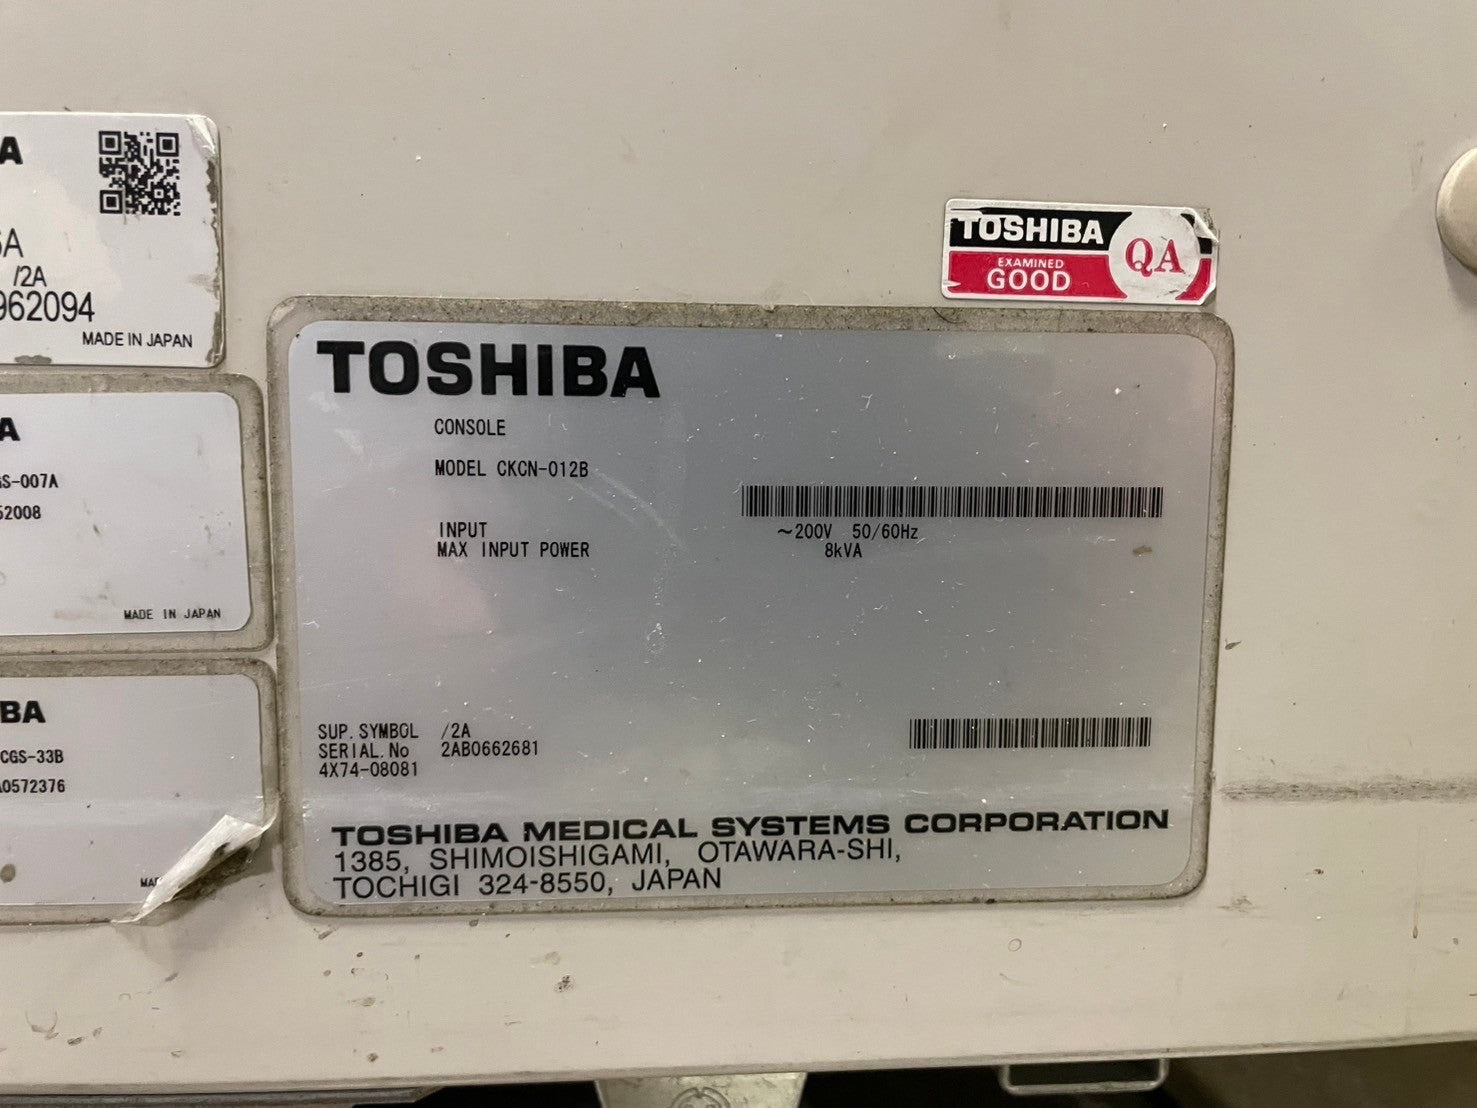 A
6A
/2A
962094
MADE IN JAPAN
A
GS-007A
52008
MADE IN JAPAN
BA
CGS-33B
A0572376
MA
TOSHIBA
EXAMINED
GOOD
QA
TOSHIBA
CONSOLE
MODEL CKCN-012B
INPUT ~200V 50/60Hz
MAX INPUT POWER 8kVA
SUP. SYMBOL /2A
SERIAL. No 2AB0662681
4X74-08081
TOSHIBA MEDICAL SYSTEMS CORPORATION
1385, SHIMOISHIGAMI, OTAWARA-SHI,
TOCHIGI 324-8550, JAPAN